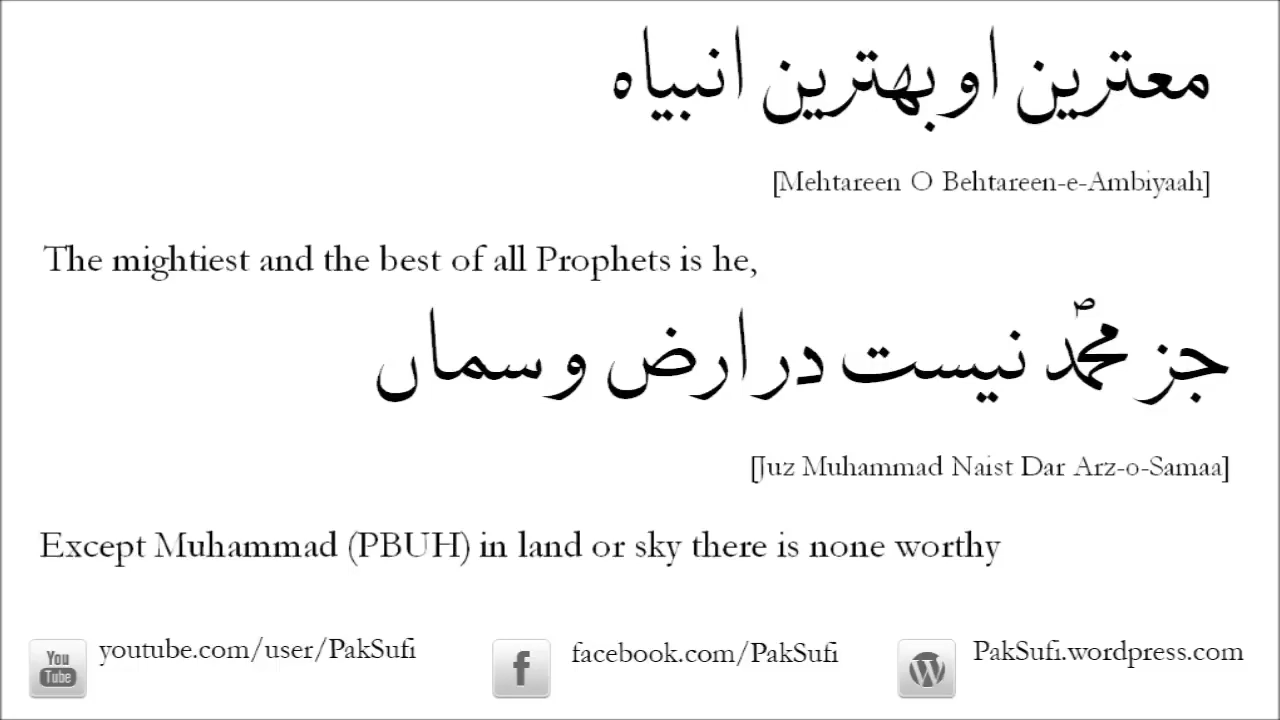 معترین او بهترین انبیاه
[Mehtareen O Behtareen-e-Ambiyaah]
The mightiest and the best of all Prophets is he,
جز محمدؐ نیست در ارض و سماں
[Juz Muhammad Naist Dar Arz-o-Samaa]
Except Muhammad (PBUH) in land or sky there is none worthy
You Tube youtube.com/user/PakSufi f facebook.com/PakSufi W PakSufi.wordpress.com